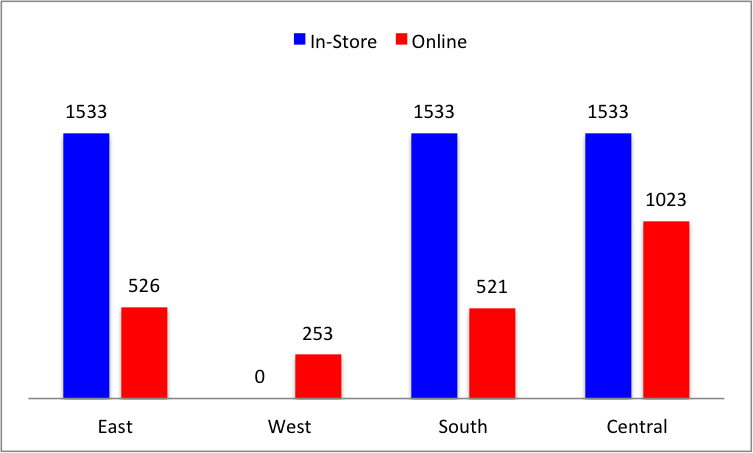 In-Store Online
1533 1533 1533
1023
526 521
253
0
East West South Central